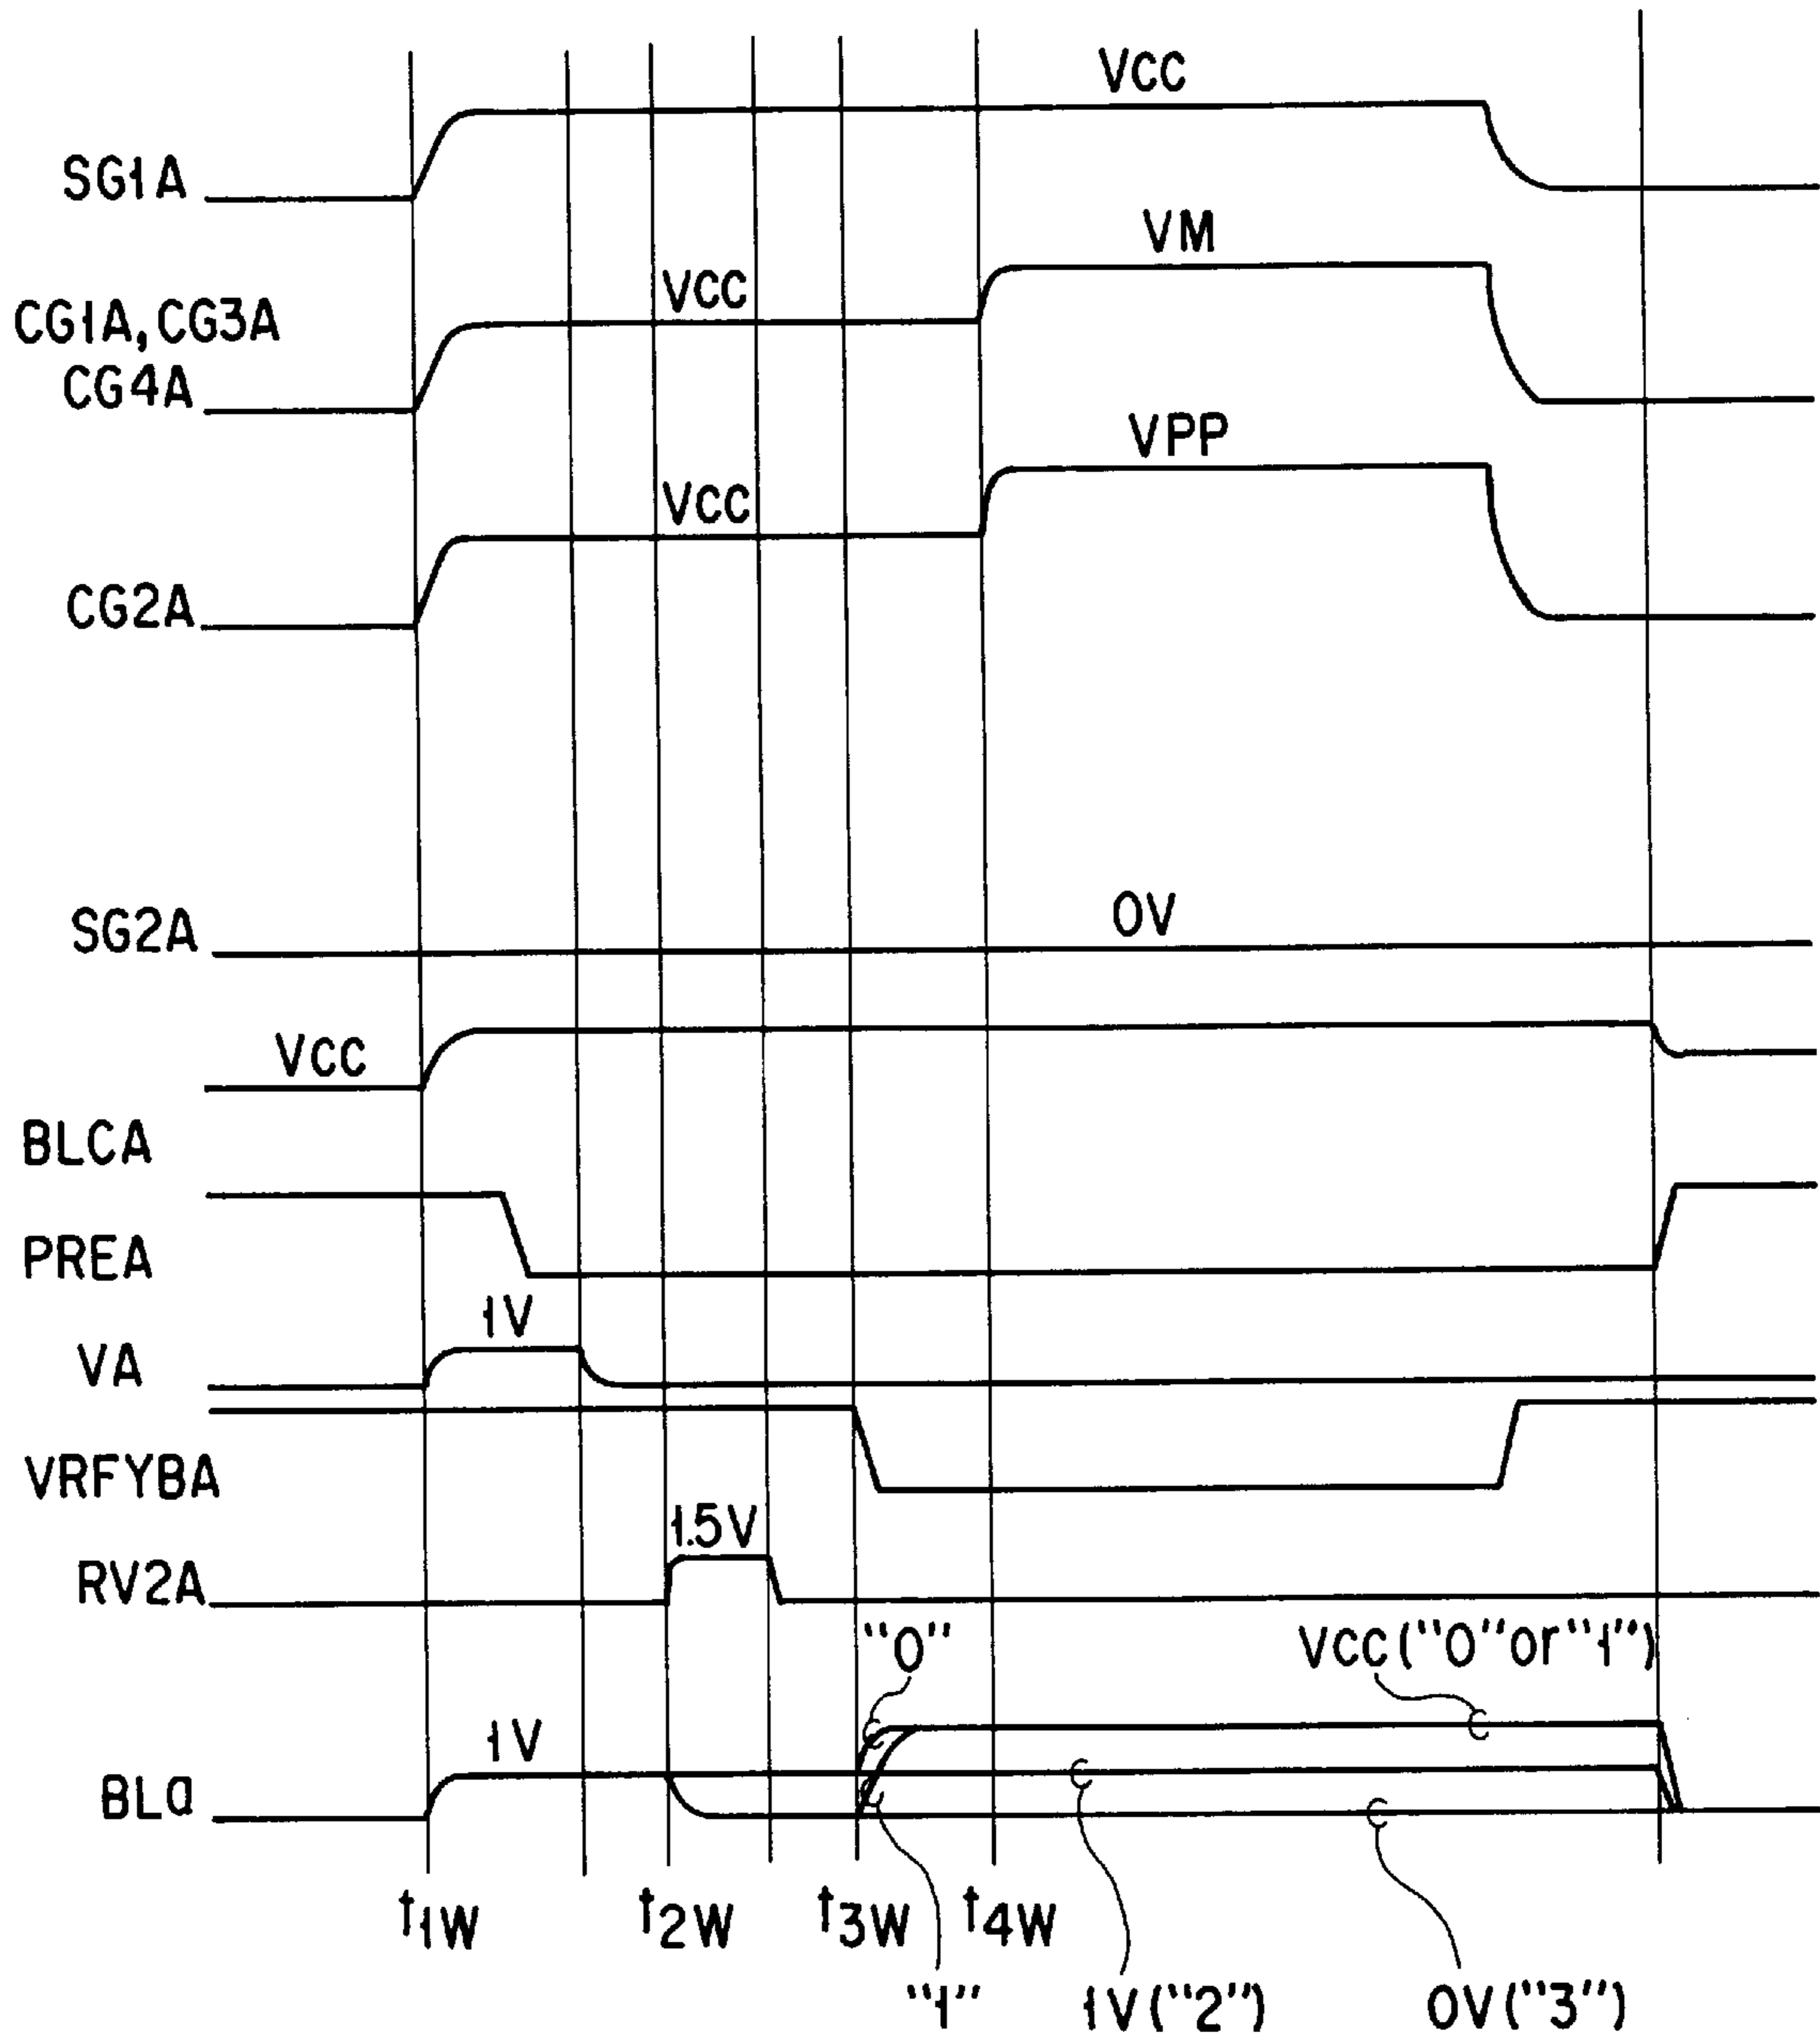 VCC
SG1A
VM
VCC
CG1A, CG3A
CG4A
VPP
VCC
CG2A
0V
SG2A
VCC
BLCA
PREA
1V
VA
VRFYBA
1.5V
RV2A
"0"
VCC("0"or"1")
1V
BLa
t1W t2W t3W t4W
"1" 1V("2") 0V("3")